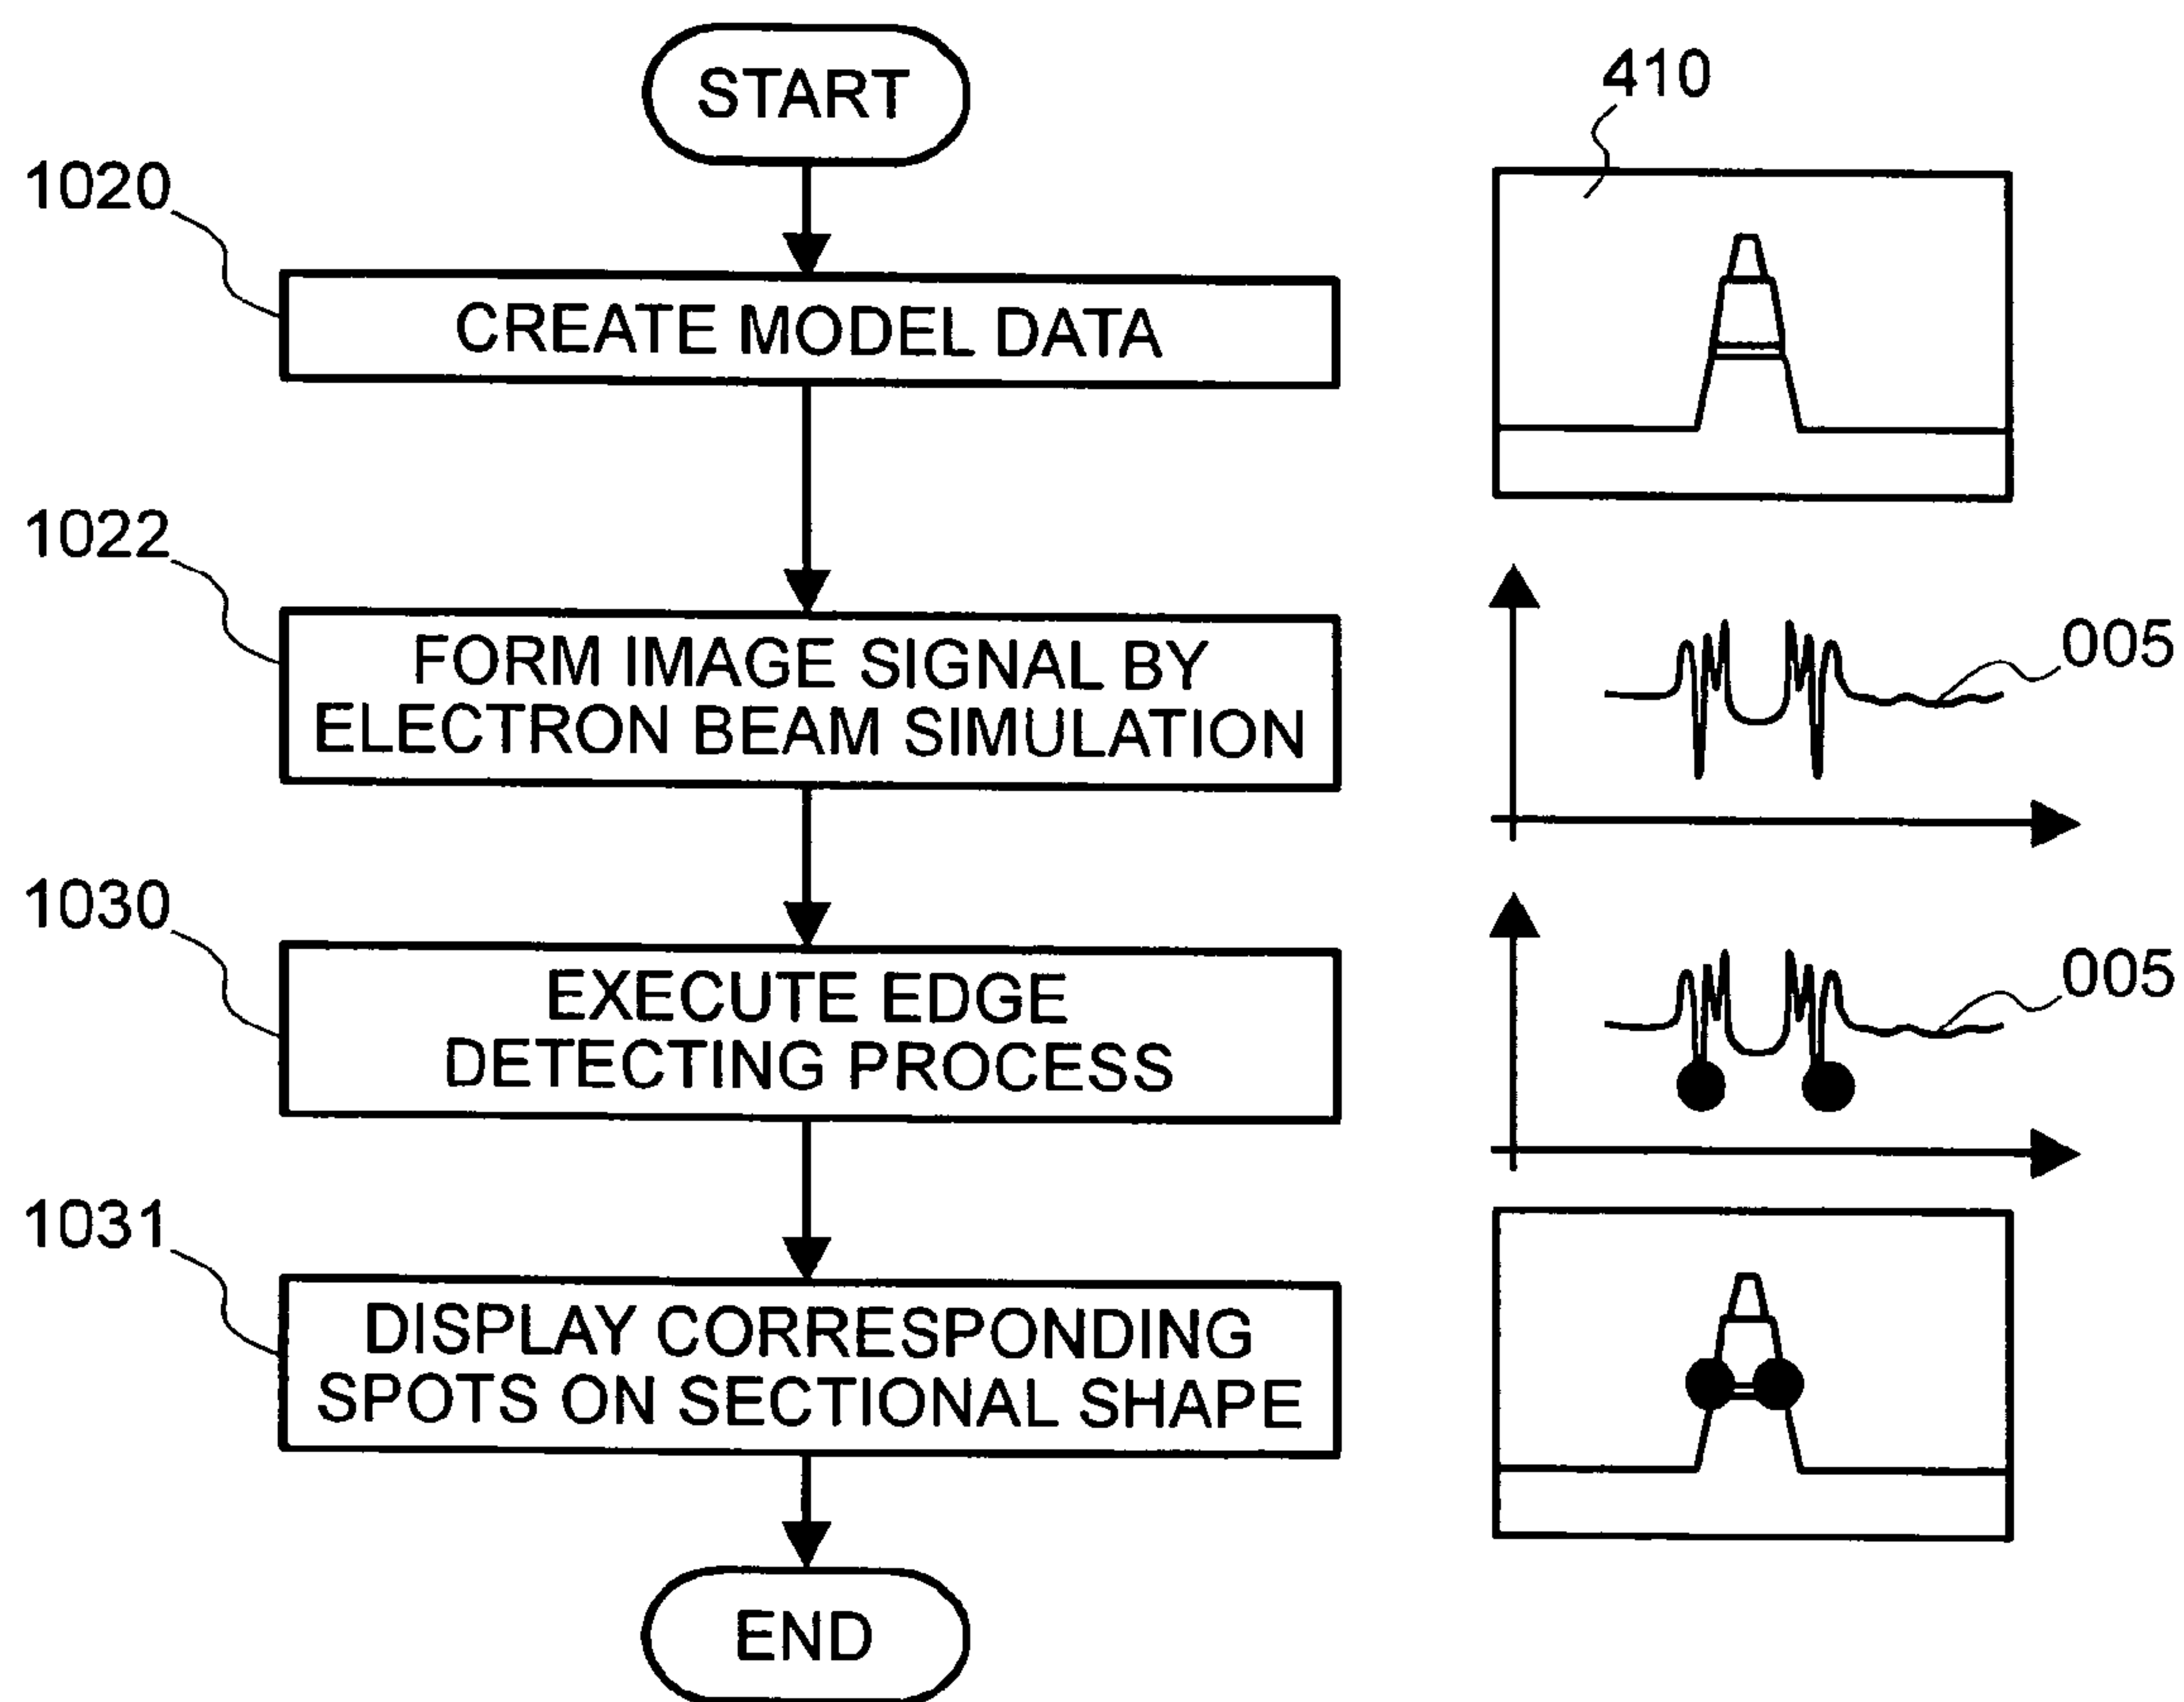 START
410
1020
CREATE MODEL DATA
1022
FORM IMAGE SIGNAL BY
ELECTRON BEAM SIMULATION
005
1030
EXECUTE EDGE
DETECTING PROCESS
005
1031
DISPLAY CORRESPONDING
SPOTS ON SECTIONAL SHAPE
END